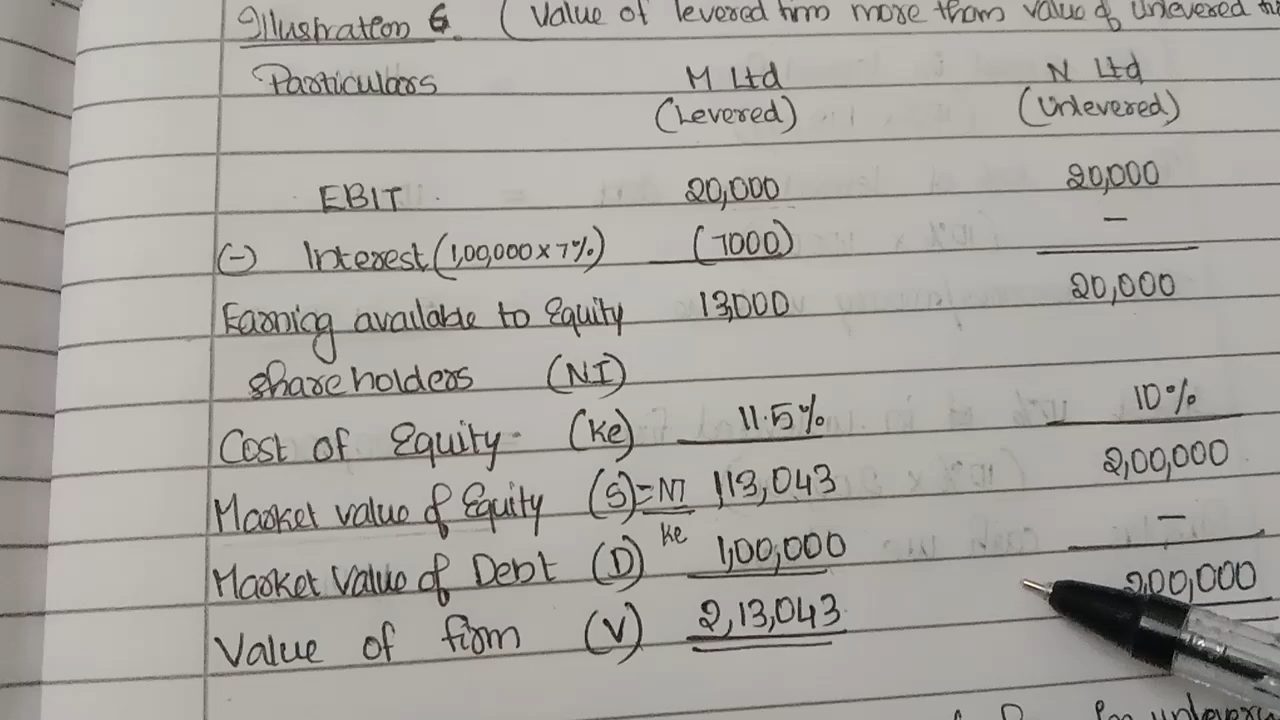 Illustration 6. (Value of levered firm more than value of unlevered
Particulars M Ltd N Ltd
(Levered) (Unlevered)
EBIT 20,000 20,000
(-) Interest (1,00,000 x 7%) (7000) -
Earning available to Equity 13,000 20,000
shareholders (NI)
Cost of Equity (Ke) 11.5% 10%
Market value of Equity (S) = NI/Ke 1,13,043 2,00,000
Market value of Debt (D) 1,00,000 -
Value of firm (V) 2,13,043 2,00,000